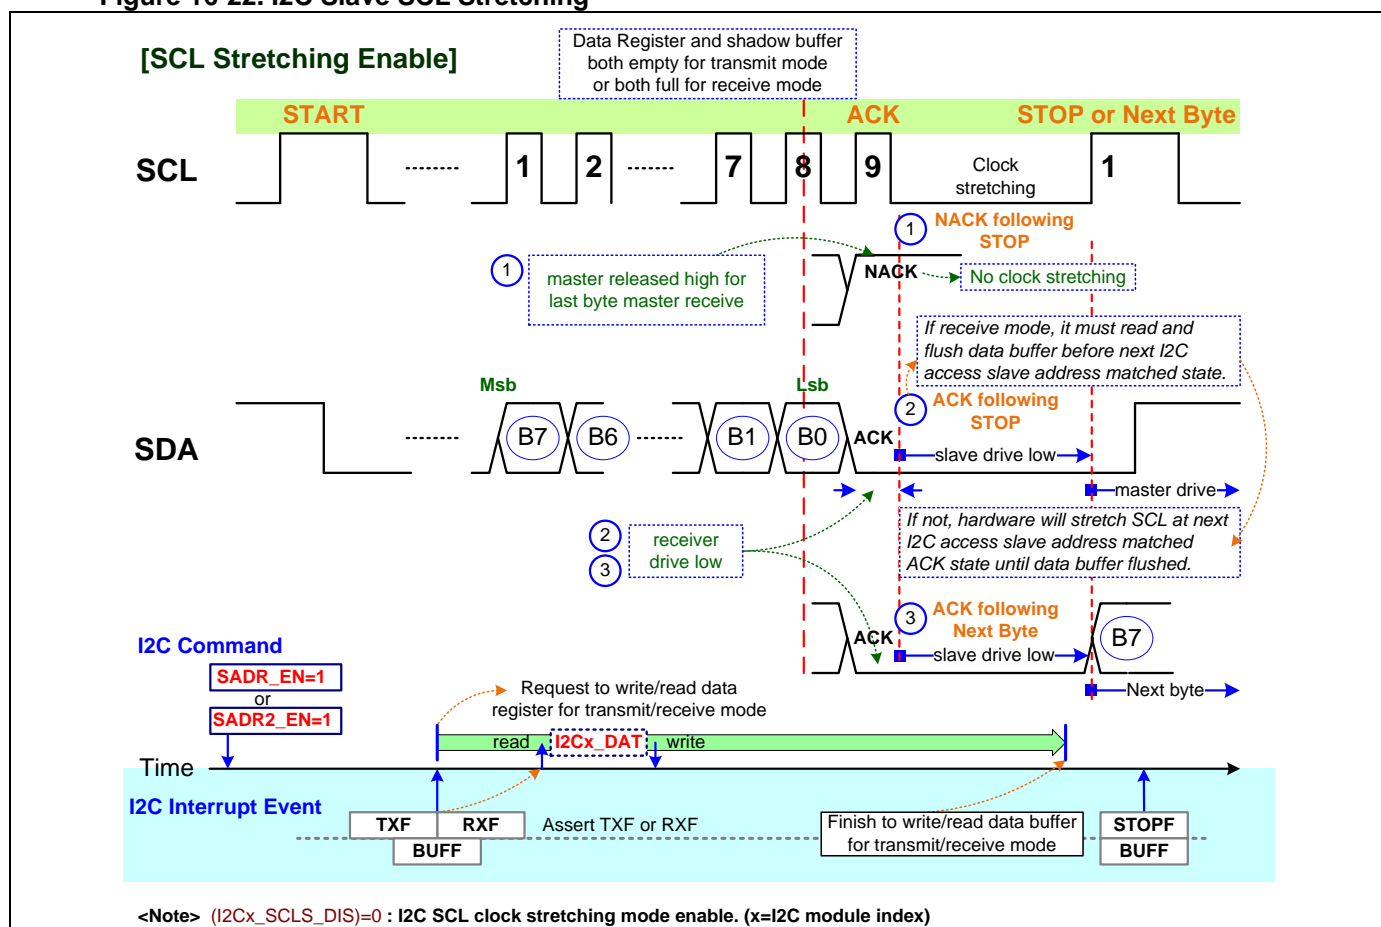 Figure 16-22. I2C Slave SCL Stretching
[SCL Stretching Enable]
Data Register and shadow buffer
both empty for transmit mode
or both full for receive mode
START
ACK
STOP or Next Byte
SCL
1
2
7
8
9
Clock
stretching
1
1
NACK following
STOP
1
master released high for
last byte master receive
NACK
No clock stretching
If receive mode, it must read and
flush data buffer before next I2C
access slave address matched state.
Msb
Lsb
2
ACK following
STOP
SDA
B7
B6
B1
B0
ACK
slave drive low
master drive
2
3
receiver
drive low
If not, hardware will stretch SCL at next
I2C access slave address matched
ACK state until data buffer flushed.
3
ACK following
Next Byte
ACK
slave drive low
B7
Next byte
I2C Command
SADR_EN=1
or
SADR2_EN=1
Request to write/read data
register for transmit/receive mode
read
I2Cx_DAT
write
Time
I2C Interrupt Event
TXF
RXF
BUFF
Assert TXF or RXF
Finish to write/read data buffer
for transmit/receive mode
STOPF
BUFF
<Note> (I2Cx_SCLS_DIS)=0 : I2C SCL clock stretching mode enable. (x=I2C module index)